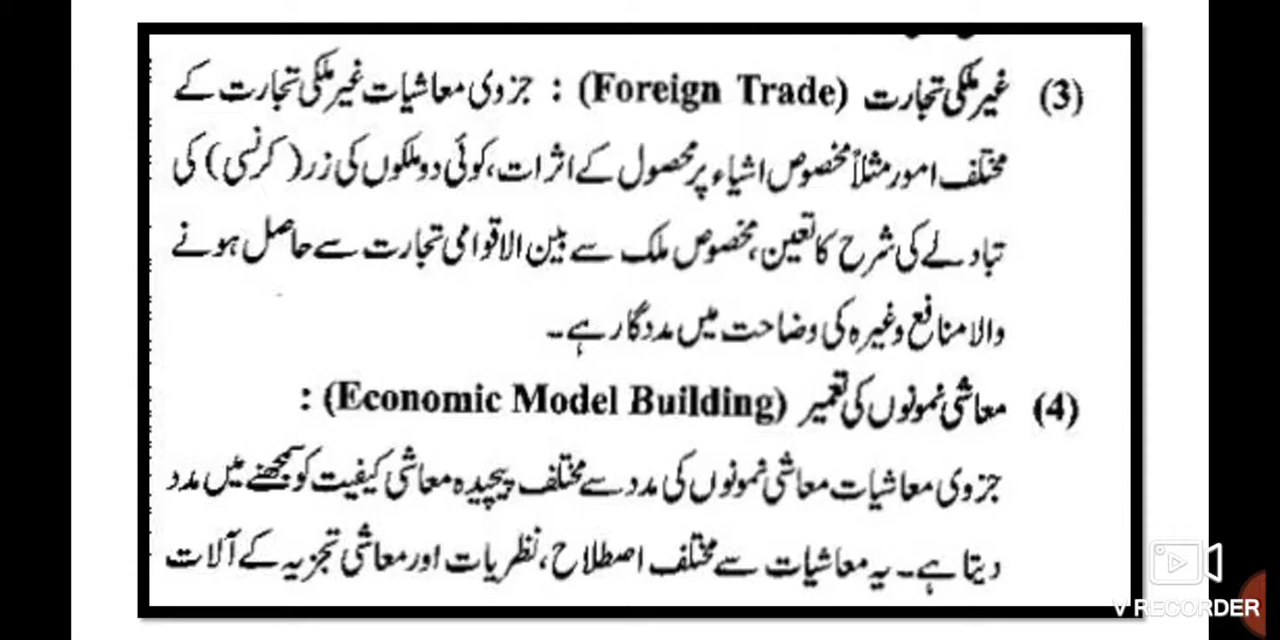 (3) غیر ملکی تجارت (Foreign Trade) : جزوی معاشیات غیر ملکی تجارت کے
مختلف امور مثلاً مخصوص اشیاء پر محصول کے اثرات، کوئی دو ملکوں کی زر (کرنسی) کی
تبادلے کی شرح کا تعین، مخصوص ملک سے بین الاقوامی تجارت سے حاصل ہونے
والا منافع وغیرہ کی وضاحت میں مددگار ہے۔
(4) معاشی نمونوں کی تعمیر (Economic Model Building) :
جزوی معاشیات معاشی نمونوں کی مدد سے مختلف پیچیدہ معاشی کیفیت کو سمجھنے میں مدد
دیتا ہے۔ یہ معاشیات سے مختلف اصطلاح، نظریات اور معاشی تجزیہ کے آلات
V RECORDER